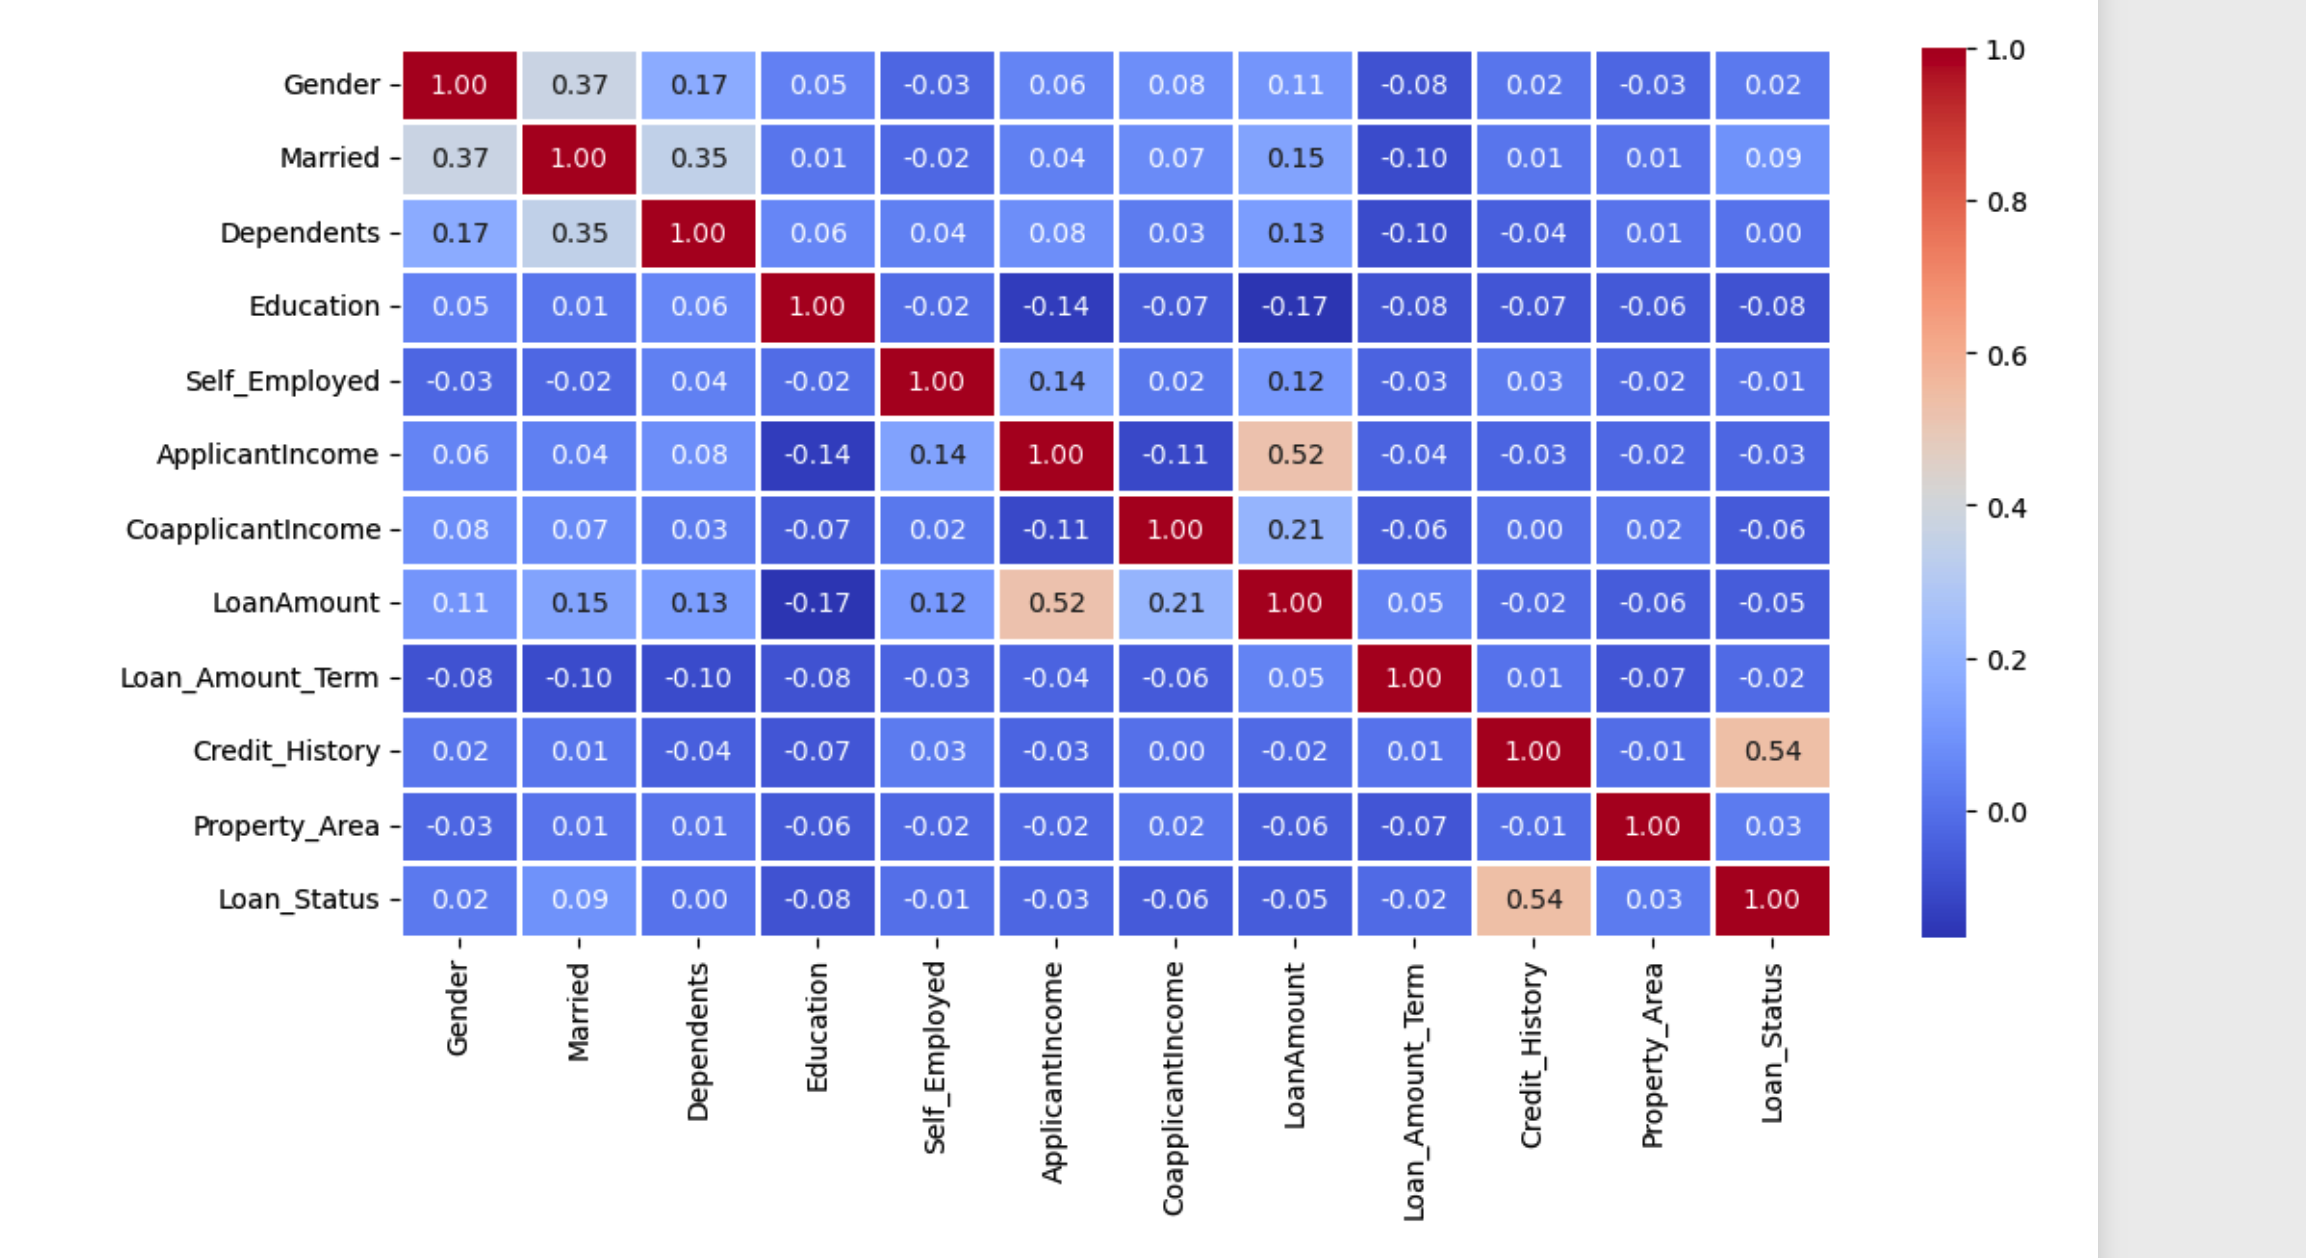 1.0
Gender 1.00 0.37 0.17 0.05 -0.03 0.06 0.08 0.11 -0.08 0.02 -0.03 0.02
Married 0.37 1.00 0.35 0.01 -0.02 0.04 0.07 0.15 -0.10 0.01 0.01 0.09
0.8
Dependents 0.17 0.35 1.00 0.06 0.04 0.08 0.03 0.13 -0.10 -0.04 0.01 0.00
Education 0.05 0.01 0.06 1.00 -0.02 -0.14 -0.07 -0.17 -0.08 -0.07 -0.06 -0.08
0.6
Self_Employed -0.03 -0.02 0.04 -0.02 1.00 0.14 0.02 0.12 -0.03 0.03 -0.02 -0.01
ApplicantIncome 0.06 0.04 0.08 -0.14 0.14 1.00 -0.11 0.52 -0.04 -0.03 -0.02 -0.03
0.4
CoapplicantIncome 0.08 0.07 0.03 -0.07 0.02 -0.11 1.00 0.21 -0.06 0.00 0.02 -0.06
LoanAmount 0.11 0.15 0.13 -0.17 0.12 0.52 0.21 1.00 0.05 -0.02 -0.06 -0.05
0.2
Loan_Amount_Term -0.08 -0.10 -0.10 -0.08 -0.03 -0.04 -0.06 0.05 1.00 0.01 -0.07 -0.02
Credit_History 0.02 0.01 -0.04 -0.07 0.03 -0.03 0.00 -0.02 0.01 1.00 -0.01 0.54
0.0
Property_Area -0.03 0.01 0.01 -0.06 -0.02 -0.02 0.02 -0.06 -0.07 -0.01 1.00 0.03
Loan_Status 0.02 0.09 0.00 -0.08 -0.01 -0.03 -0.06 -0.05 -0.02 0.54 0.03 1.00
Gender
Married
Dependents
Education
Self_Employed
ApplicantIncome
CoapplicantIncome
LoanAmount
Loan_Amount_Term
Credit_History
Property_Area
Loan_Status